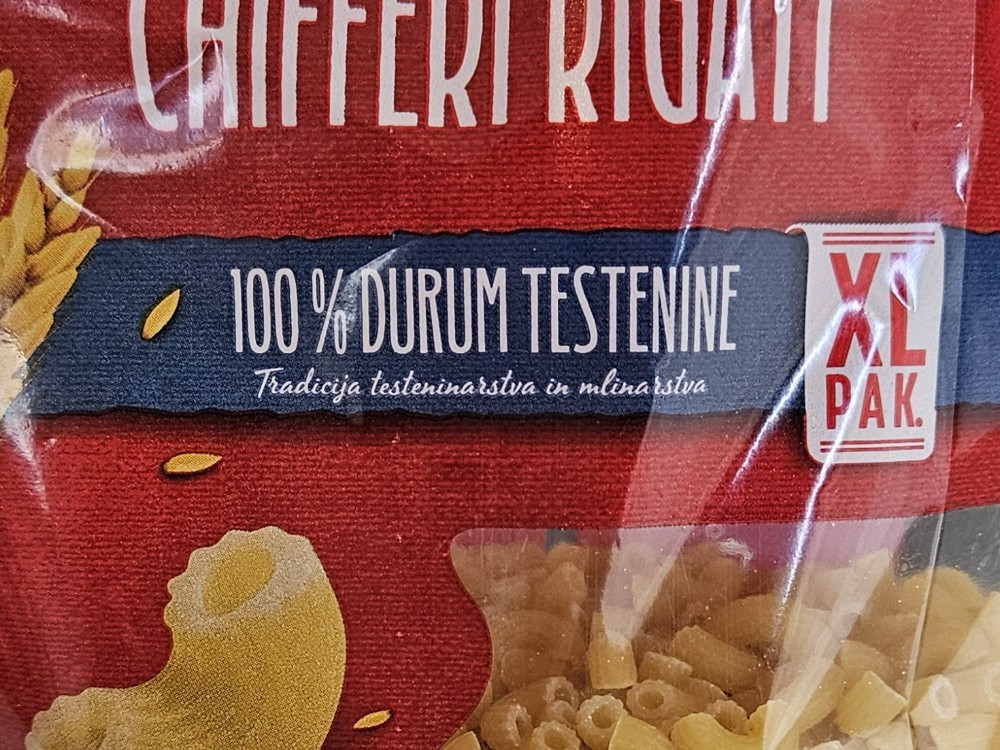 CHIFFERI RIGATI
100 % DURUM TESTENINE
Tradicija testeninarstva in mlinarstva
XL
PAK.